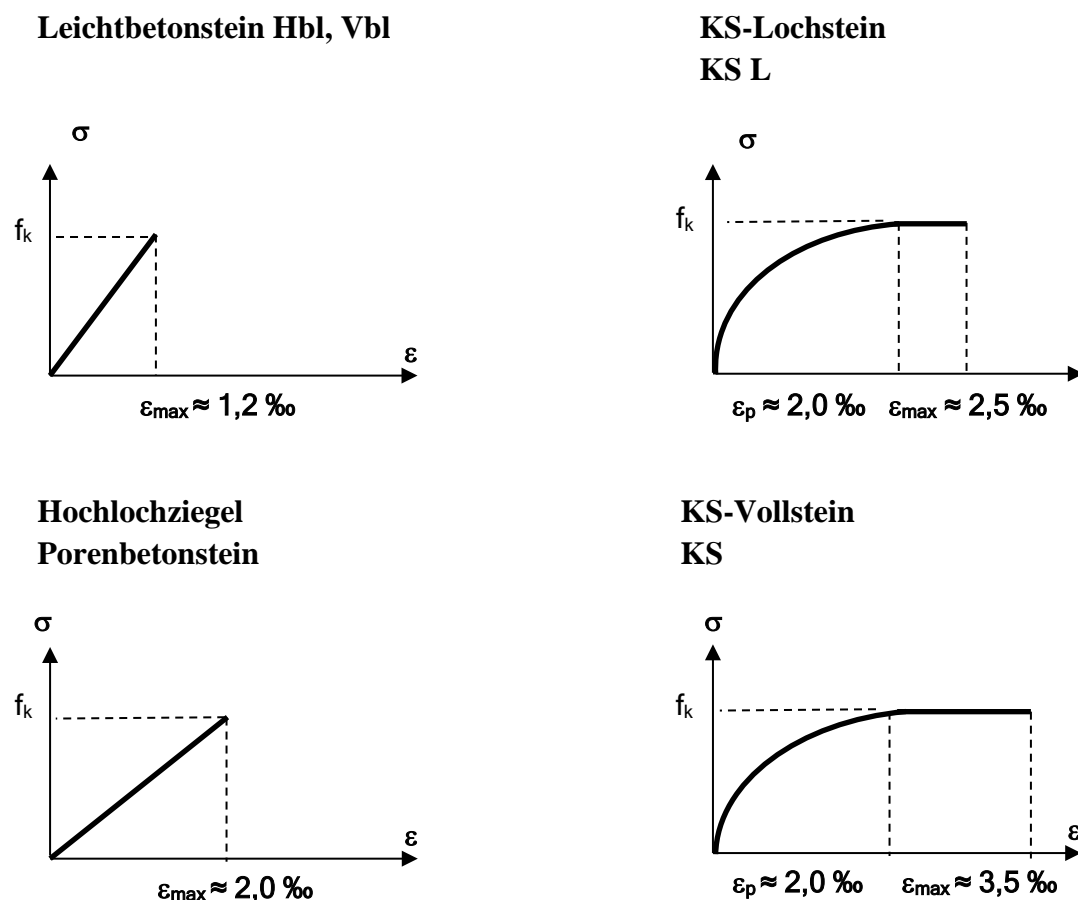 Leichtbetonstein Hbl, Vbl
σ
fk
ε
εmax ≈ 1,2 ‰
KS-Lochstein
KS L
σ
fk
εp ≈ 2,0 ‰ εmax ≈ 2,5 ‰
Hochlochziegel
Porenbetonstein
σ
fk
ε
εmax ≈ 2,0 ‰
KS-Vollstein
KS
σ
fk
ε
εp ≈ 2,0 ‰ εmax ≈ 3,5 ‰